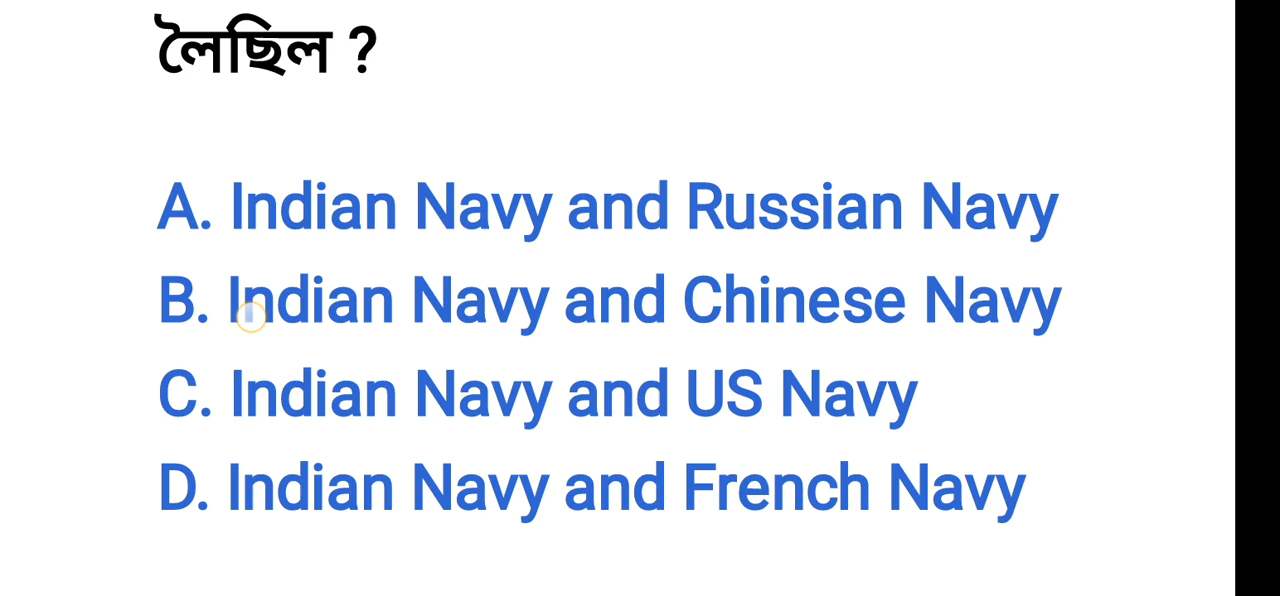 লৈছিল ?
A. Indian Navy and Russian Navy
B. Indian Navy and Chinese Navy
C. Indian Navy and US Navy
D. Indian Navy and French Navy